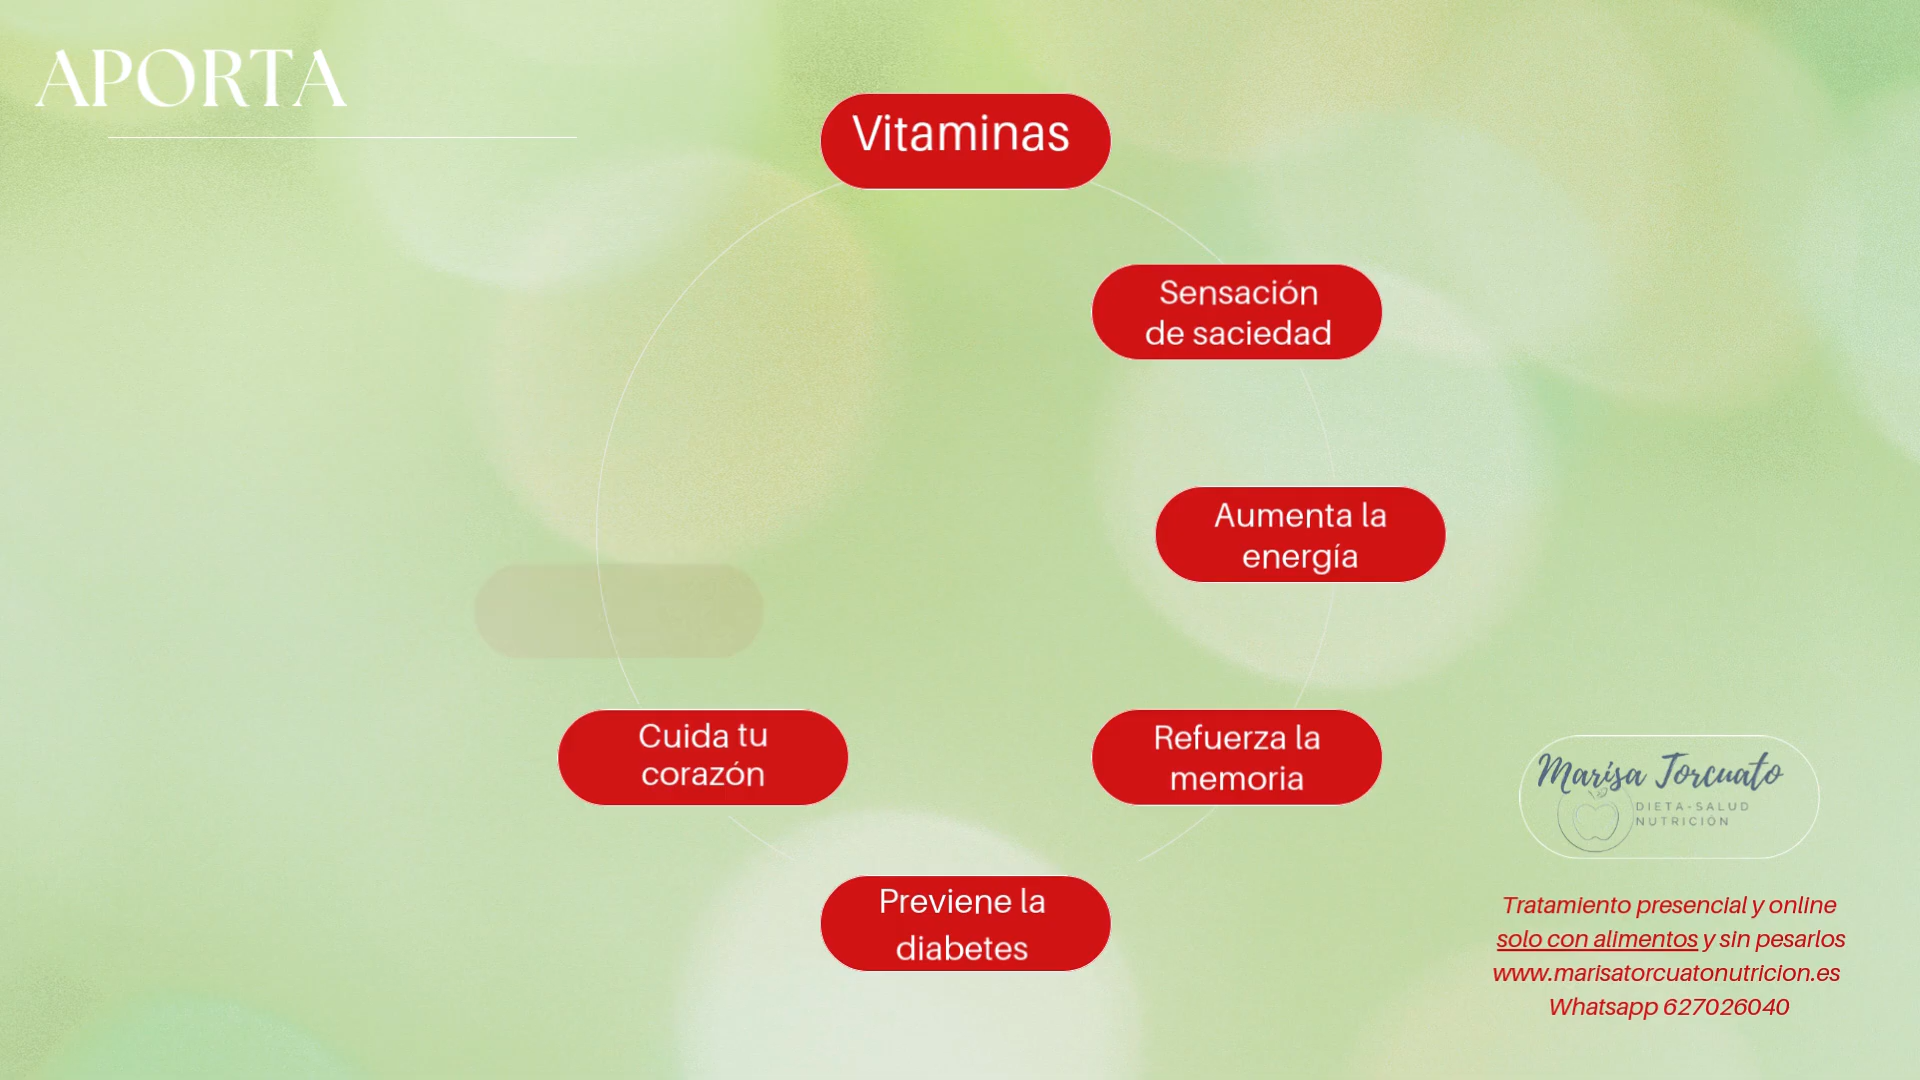 APORTA
Vitaminas
Sensación
de saciedad
Aumenta la
energía
Refuerza la
memoria
Previene la
diabetes
Cuida tu
corazón
Marisa Torcuato
DIETA-SALUD
NUTRICIÓN
Tratamiento presencial y online
solo con alimentos y sin pesarlos
www.marisatorcuatonutricion.es
Whatsapp 627026040